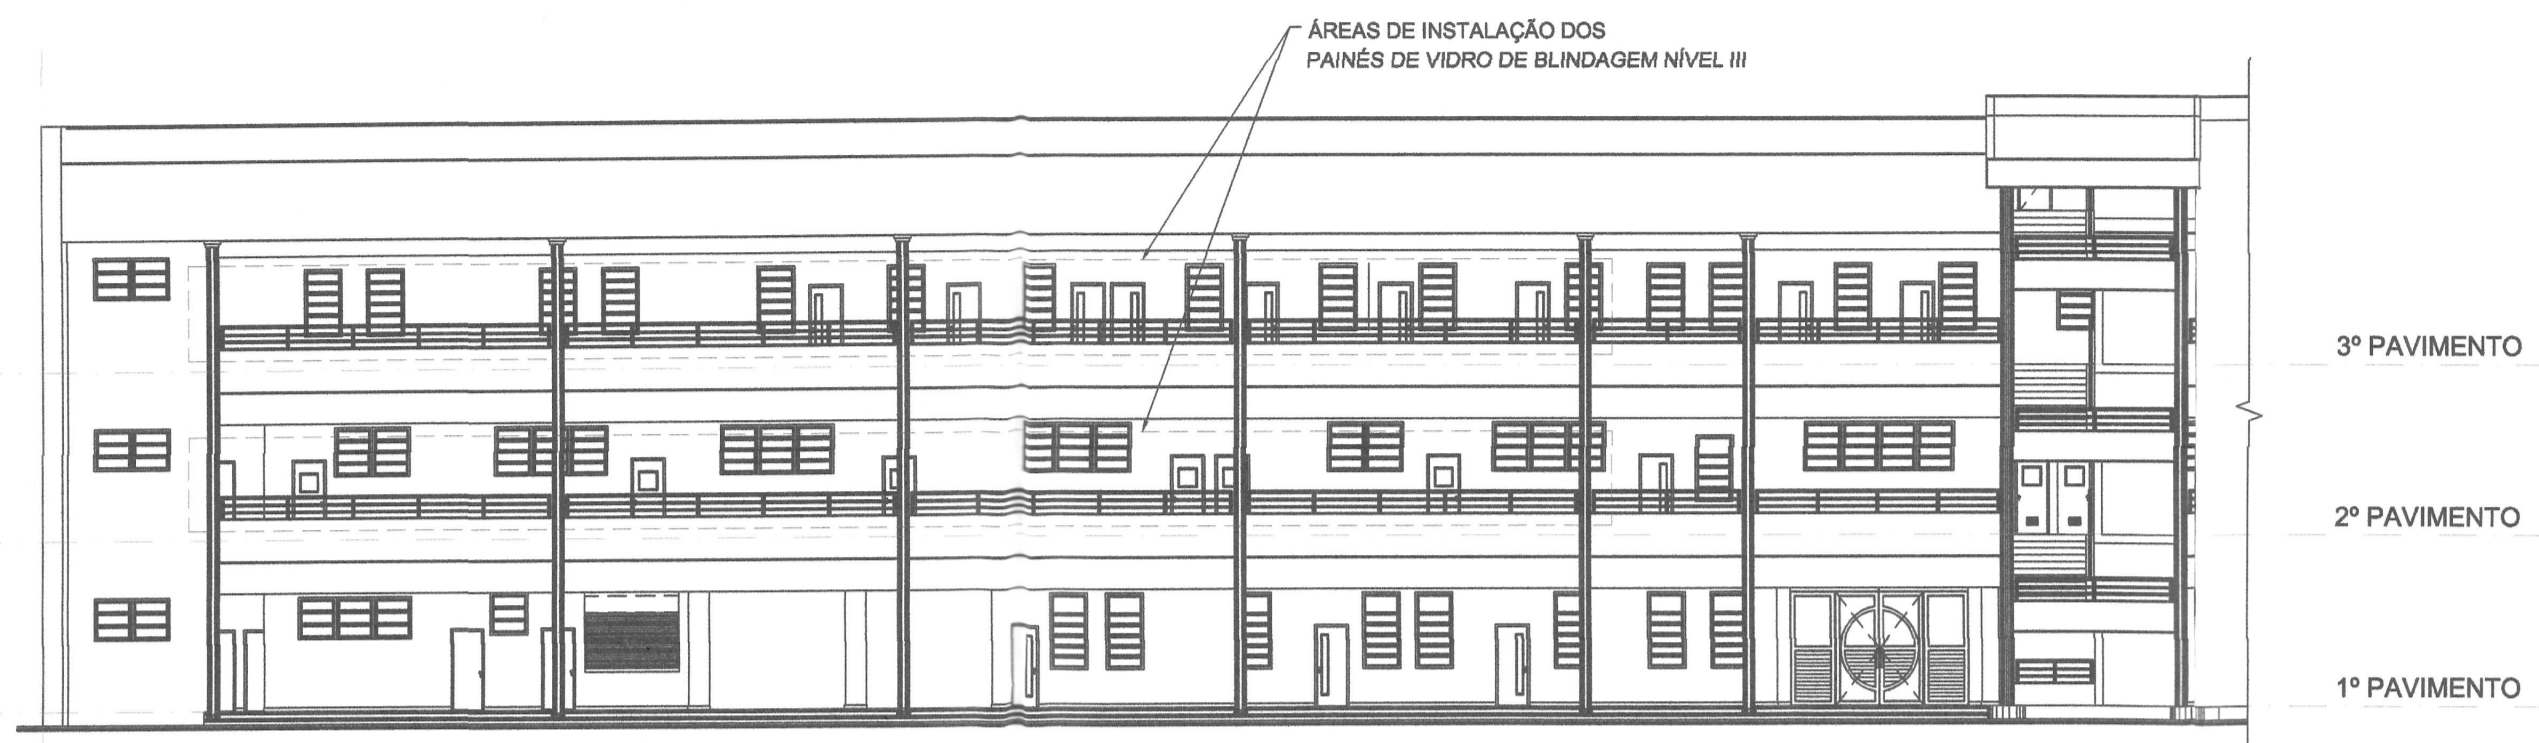 ÁREAS DE INSTALAÇÃO DOS
PAINÉS DE VIDRO DE BLINDAGEM NÍVEL III
3º PAVIMENTO
2º PAVIMENTO
1º PAVIMENTO